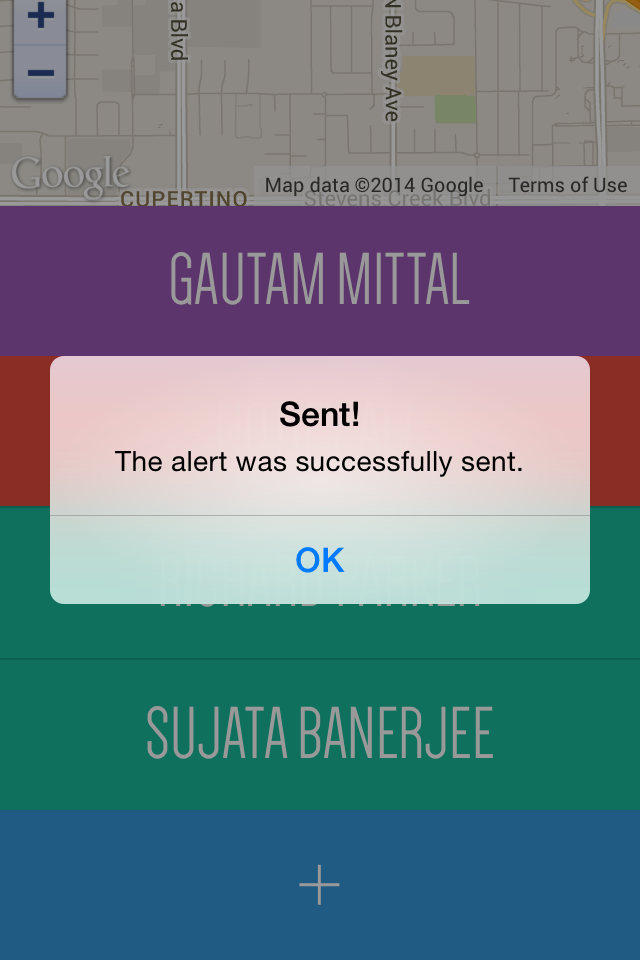 +
a Blvd
N Blaney Ave
−
Google
Map data ©2014 Google
Terms of Use
CUPERTINO
Stevens Creek Blvd
GAUTAM MITTAL
Sent!
The alert was successfully sent.
OK
SUJATA BANERJEE
+